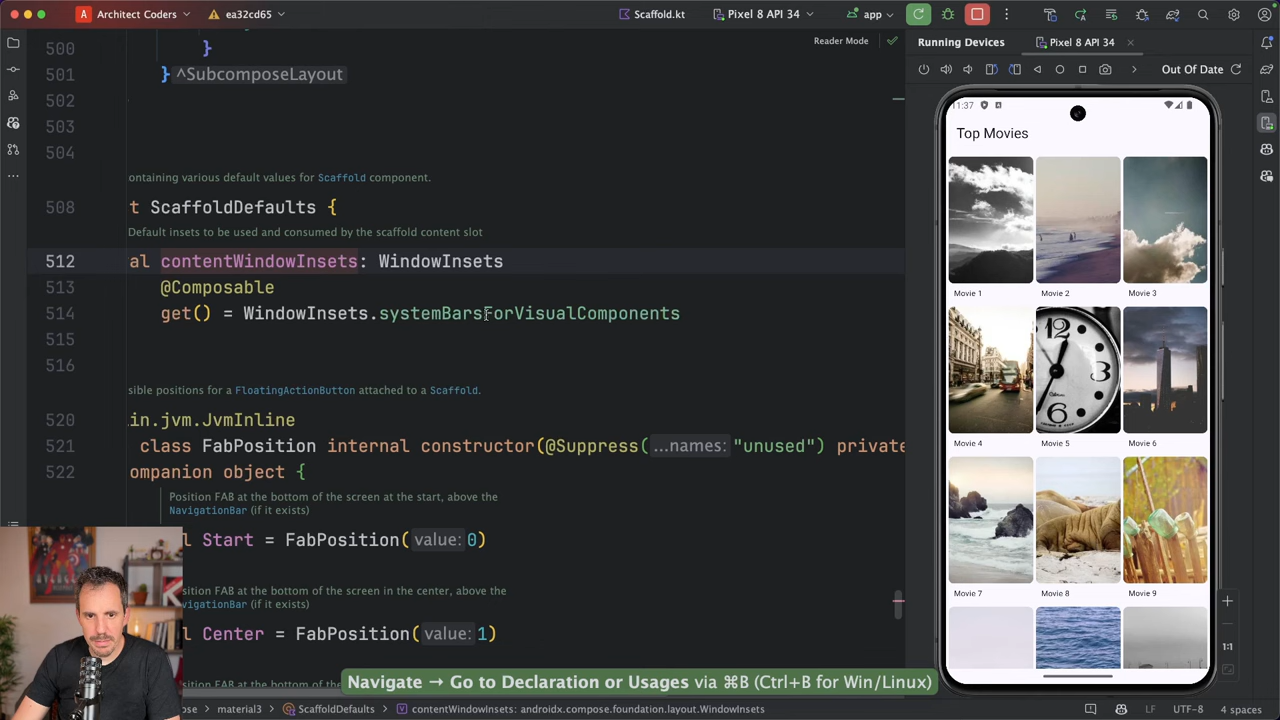 A Architect Coders
ea32cd65
Scaffold.kt
Pixel 8 API 34
app
500 }
501 }^SubcomposeLayout
502
503
504
ontaining various default values for Scaffold component.
508 t ScaffoldDefaults {
Default insets to be used and consumed by the scaffold content slot
512 al contentWindowInsets: WindowInsets
513 @Composable
514 get() = WindowInsets.systemBarsForVisualComponents
515
516
sible positions for a FloatingActionButton attached to a Scaffold.
520 in.jvm.JvmInline
521 class FabPosition internal constructor(@Suppress(...names: "unused") private
522 ompanion object {
Position FAB at the bottom of the screen at the start, above the
NavigationBar (if it exists)
l Start = FabPosition( value: 0)
osition FAB at the bottom of the screen in the center, above the
avigationBar (if it exists)
l Center = FabPosition( value: 1)
Reader Mode
Running Devices
Pixel 8 API 34
Out Of Date
11:37
Top Movies
Movie 1
Movie 2
Movie 3
Movie 4
Movie 5
Movie 6
Movie 7
Movie 8
Movie 9
1:1
Navigate → Go to Declaration or Usages via ⌘B (Ctrl+B for Win/Linux)
ose
material3
ScaffoldDefaults
contentWindowInsets: androidx.compose.foundation.layout.WindowInsets
LF
UTF-8
4 spaces